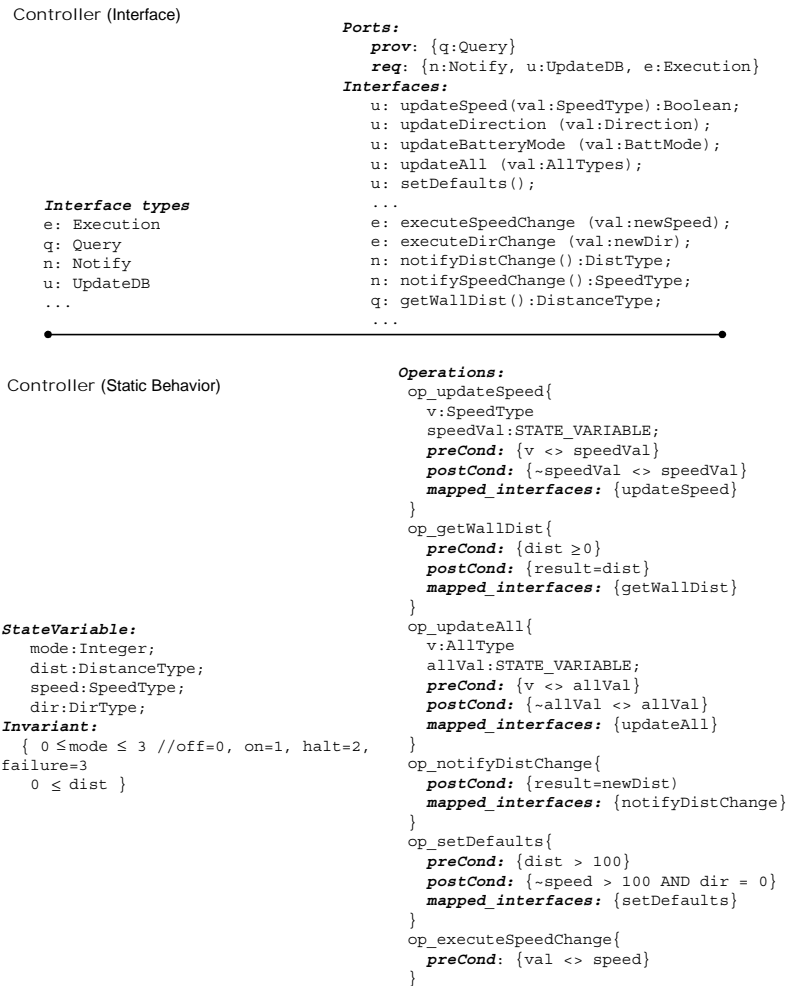 Controller (Interface)
Ports:
prov: {q:Query}
req: {n:Notify, u:UpdateDB, e:Execution}
Interfaces:
u: updateSpeed(val:SpeedType):Boolean;
u: updateDirection (val:Direction);
u: updateBatteryMode (val:BattMode);
u: updateAll (val:AllTypes);
u: setDefaults();
...
e: executeSpeedChange (val:newSpeed);
e: executeDirChange (val:newDir);
n: notifyDistChange():DistType;
n: notifySpeedChange():SpeedType;
q: getWallDist():DistanceType;
...
Interface types
e: Execution
q: Query
n: Notify
u: UpdateDB
...
Controller (Static Behavior)
StateVariable:
mode:Integer;
dist:DistanceType;
speed:SpeedType;
dir:DirType;
Invariant:
{ 0 ≤ mode ≤ 3 //off=0, on=1, halt=2,
failure=3
0 ≤ dist }
Operations:
op_updateSpeed{
v:SpeedType
speedVal:STATE_VARIABLE;
preCond: {v <> speedVal}
postCond: {~speedVal <> speedVal}
mapped_interfaces: {updateSpeed}
}
op_getWallDist{
preCond: {dist ≥0}
postCond: {result=dist}
mapped_interfaces: {getWallDist}
}
op_updateAll{
v:AllType
allVal:STATE_VARIABLE;
preCond: {v <> allVal}
postCond: {~allVal <> allVal}
mapped_interfaces: {updateAll}
}
op_notifyDistChange{
postCond: {result=newDist)
mapped_interfaces: {notifyDistChange}
}
op_setDefaults{
preCond: {dist > 100}
postCond: {~speed > 100 AND dir = 0}
mapped_interfaces: {setDefaults}
}
op_executeSpeedChange{
preCond: {val <> speed}
}